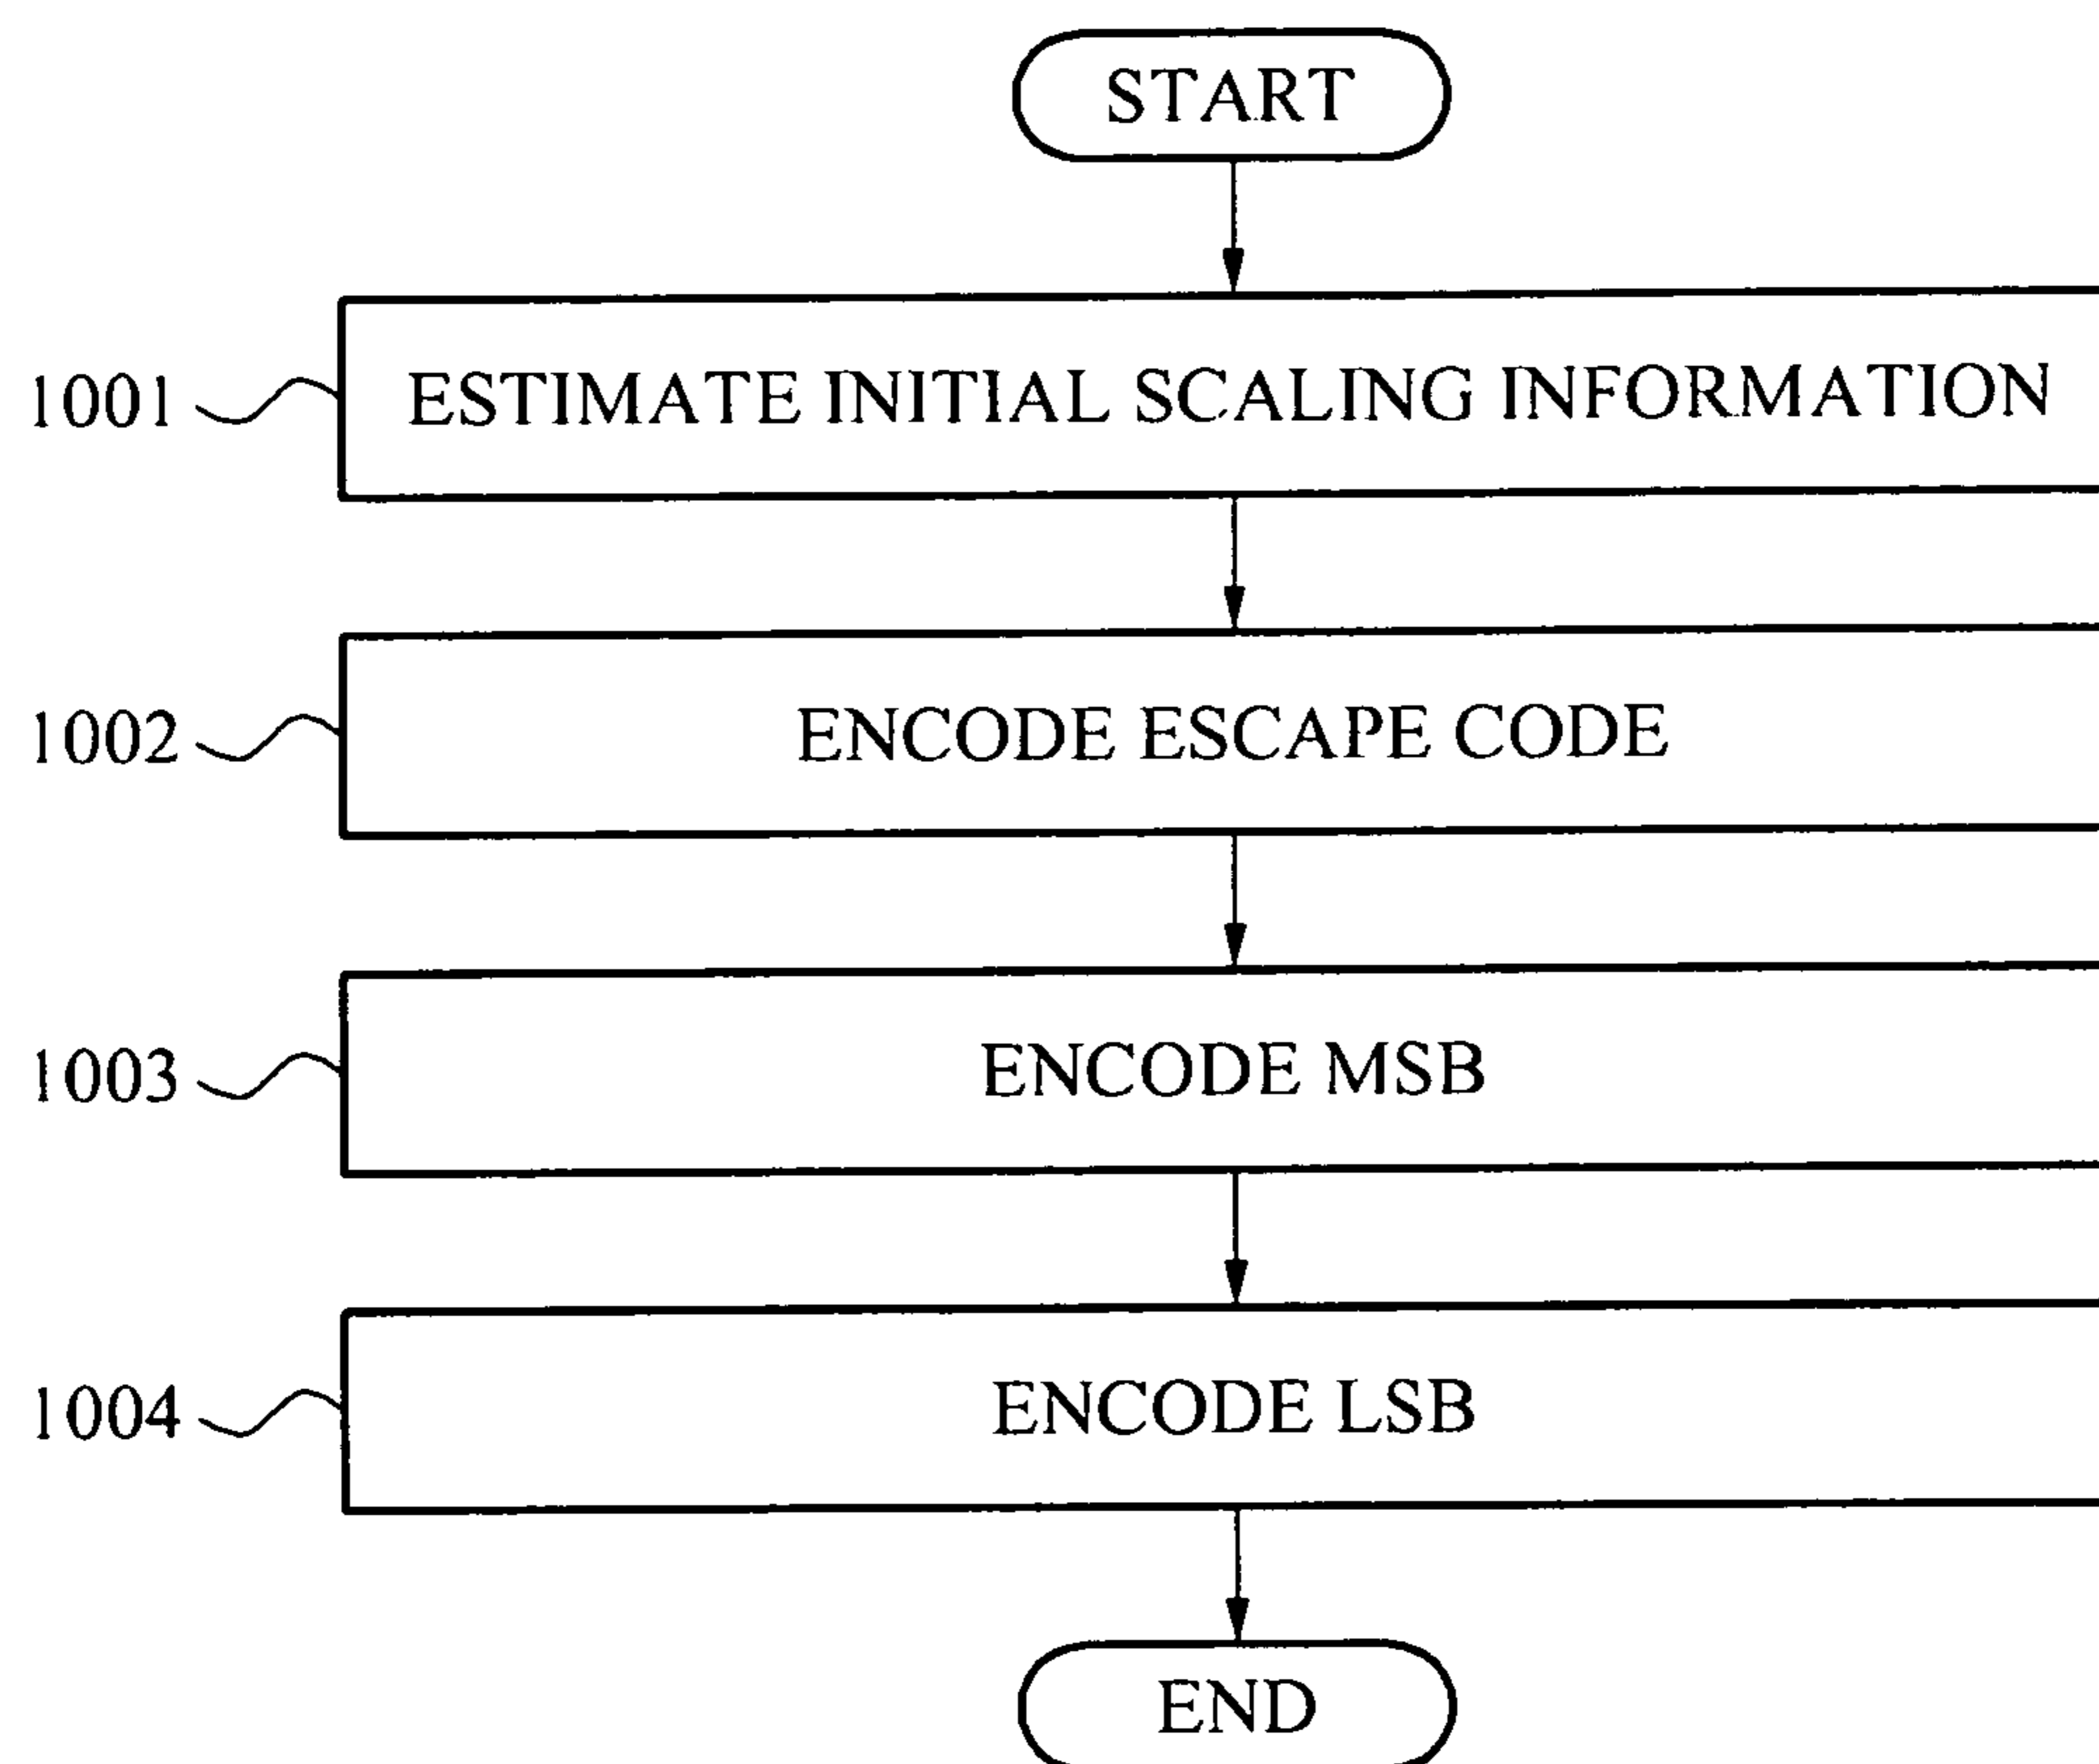 START
1001 ESTIMATE INITIAL SCALING INFORMATION
1002 ENCODE ESCAPE CODE
1003 ENCODE MSB
1004 ENCODE LSB
END